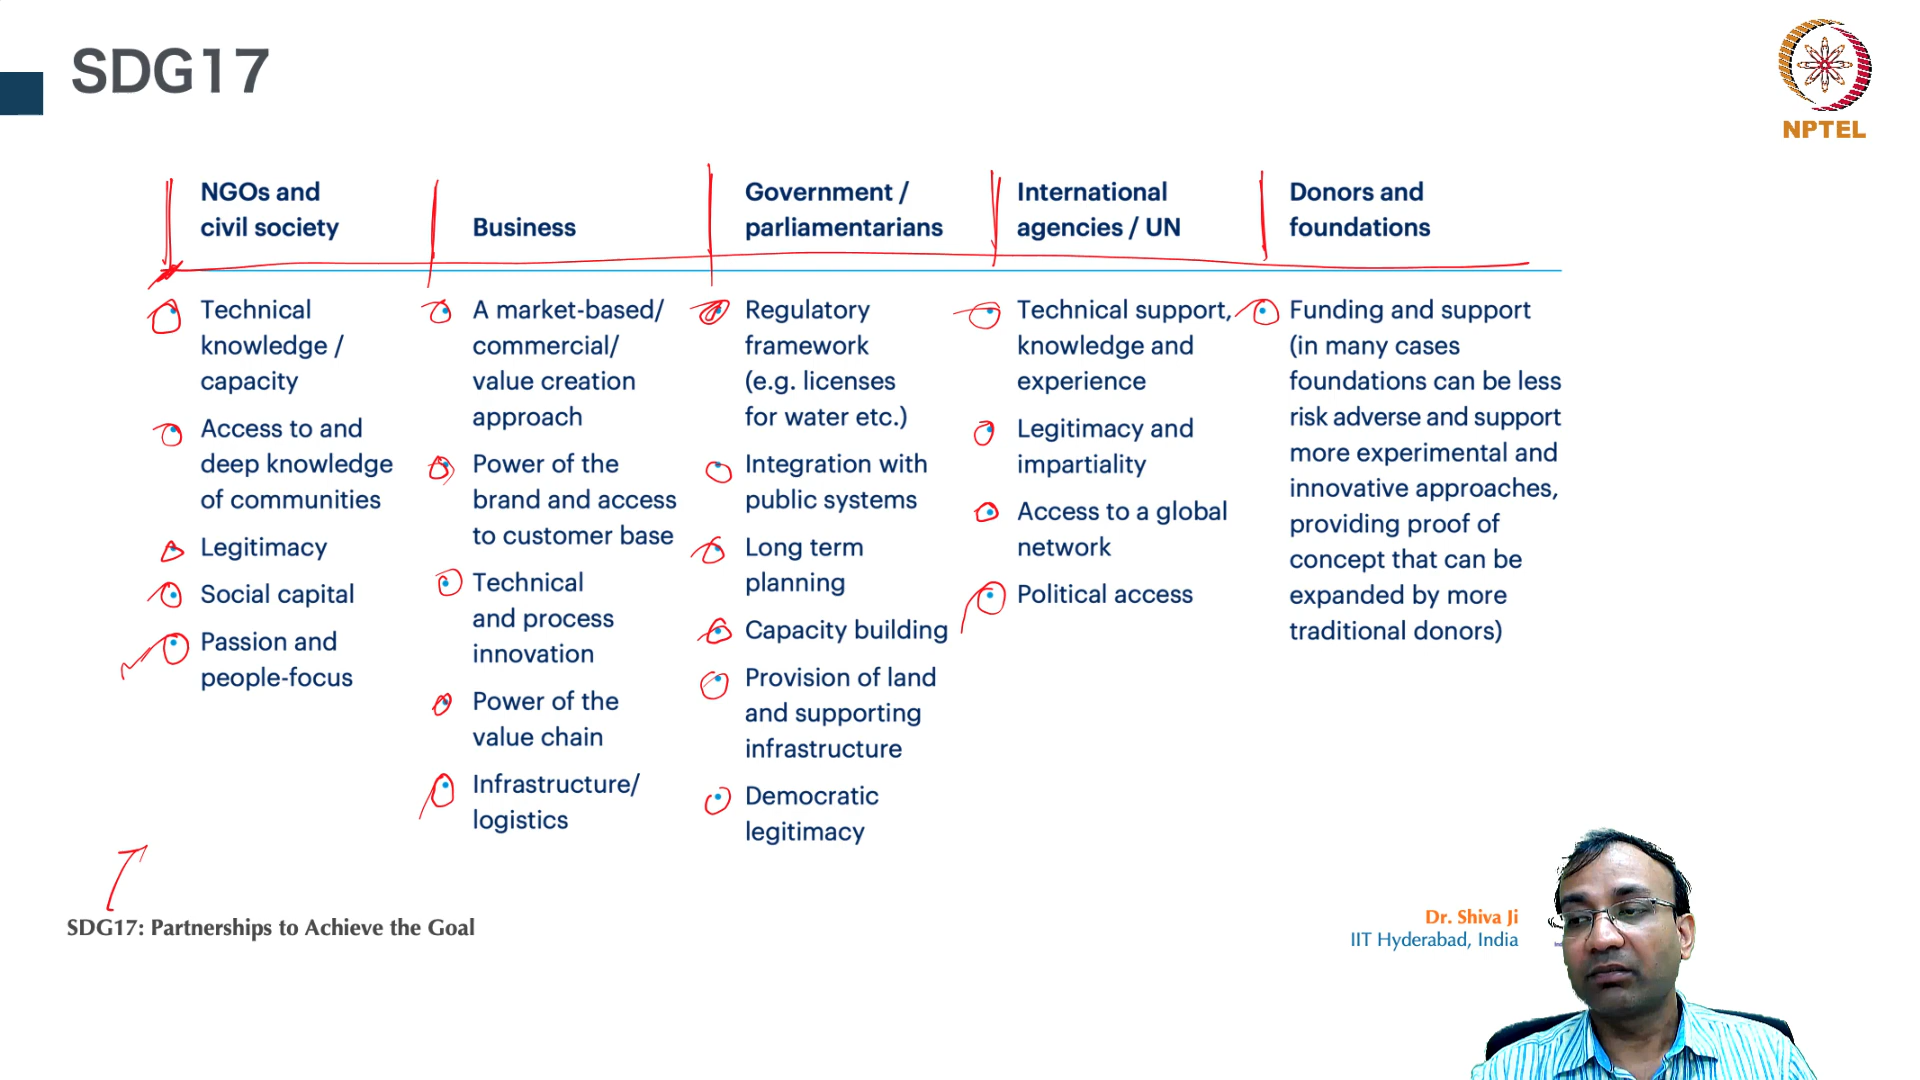 SDG17
NPTEL
NGOs and
civil society
Technical
knowledge /
capacity
Access to and
deep knowledge
of communities
Legitimacy
Social capital
Passion and
people-focus
Business
A market-based/
commercial/
value creation
approach
Power of the
brand and access
to customer base
Technical
and process
innovation
Power of the
value chain
Infrastructure/
logistics
Government /
parliamentarians
Regulatory
framework
(e.g. licenses
for water etc.)
Integration with
public systems
Long term
planning
Capacity building
Provision of land
and supporting
infrastructure
Democratic
legitimacy
International
agencies / UN
Technical support,
knowledge and
experience
Legitimacy and
impartiality
Access to a global
network
Political access
Donors and
foundations
Funding and support
(in many cases
foundations can be less
risk adverse and support
more experimental and
innovative approaches,
providing proof of
concept that can be
expanded by more
traditional donors)
SDG17: Partnerships to Achieve the Goal
Dr. Shiva Ji
IIT Hyderabad, India